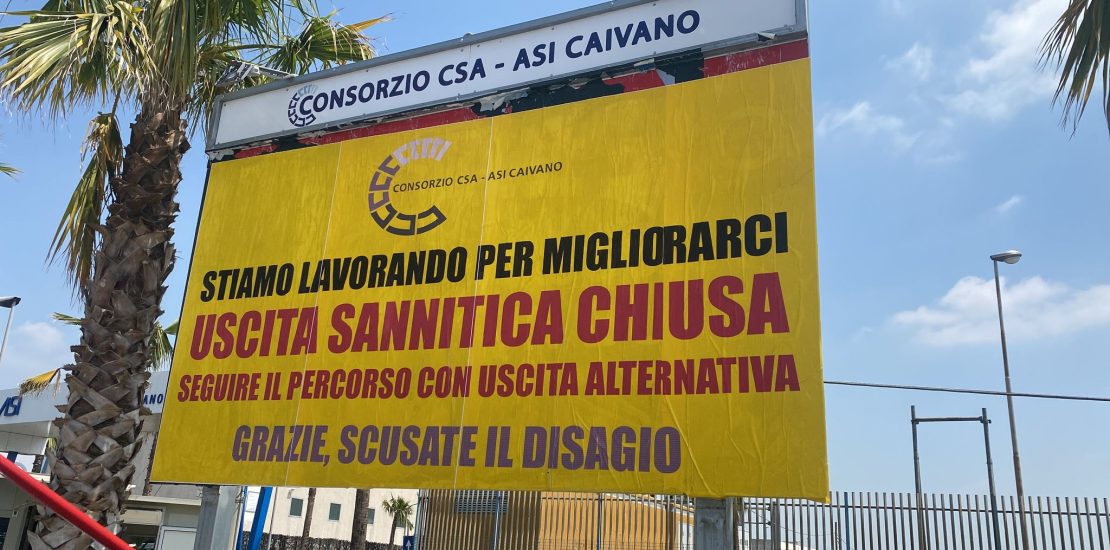 CONSORZIO CSA - ASI CAIVANO
CONSORZIO CSA - ASI CAIVANO
STIAMO LAVORANDO PER MIGLIORARCI
USCITA SANNITICA CHIUSA
SEGUIRE IL PERCORSO CON USCITA ALTERNATIVA
GRAZIE, SCUSATE IL DISAGIO
ASI